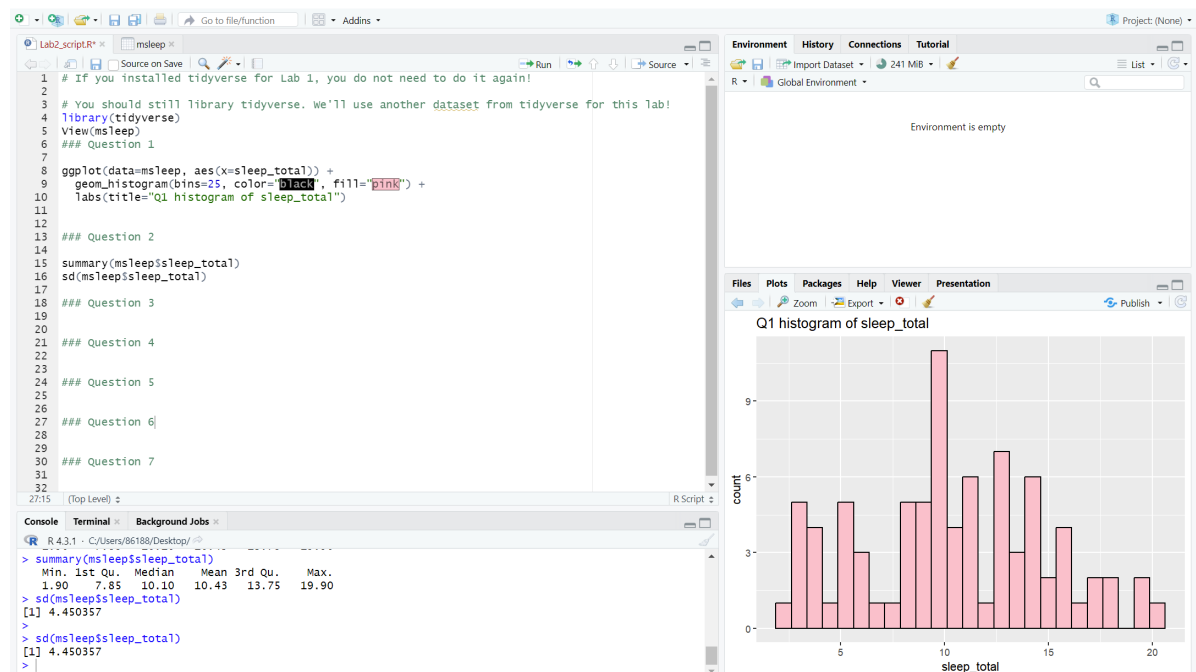 Go to file/function
Addins
Project: (None)
Lab2_script.R*
msleep
Source on Save
Run
Source
1 # If you installed tidyverse for Lab 1, you do not need to do it again!
2
3 # You should still library tidyverse. We'll use another dataset from tidyverse for this lab!
4 library(tidyverse)
5 View(msleep)
6 ### Question 1
7
8 ggplot(data=msleep, aes(x=sleep_total)) +
9 geom_histogram(bins=25, color="black", fill="pink") +
10 labs(title="Q1 histogram of sleep_total")
11
12
13 ### Question 2
14
15 summary(msleep$sleep_total)
16 sd(msleep$sleep_total)
17
18 ### Question 3
19
20
21 ### Question 4
22
23
24 ### Question 5
25
26
27 ### Question 6
28
29
30 ### Question 7
31
32
27:15 (Top Level) R Script
Console Terminal Background Jobs
R 4.3.1 · C:/Users/86188/Desktop/
> summary(msleep$sleep_total)
Min. 1st Qu. Median Mean 3rd Qu. Max.
1.90 7.85 10.10 10.43 13.75 19.90
> sd(msleep$sleep_total)
[1] 4.450357
>
> sd(msleep$sleep_total)
[1] 4.450357
>
Environment History Connections Tutorial
Import Dataset 241 MiB List
R Global Environment
Environment is empty
Files Plots Packages Help Viewer Presentation
Zoom Export Publish
Q1 histogram of sleep_total
9
6
3
0
count
5 10 15 20
sleep_total